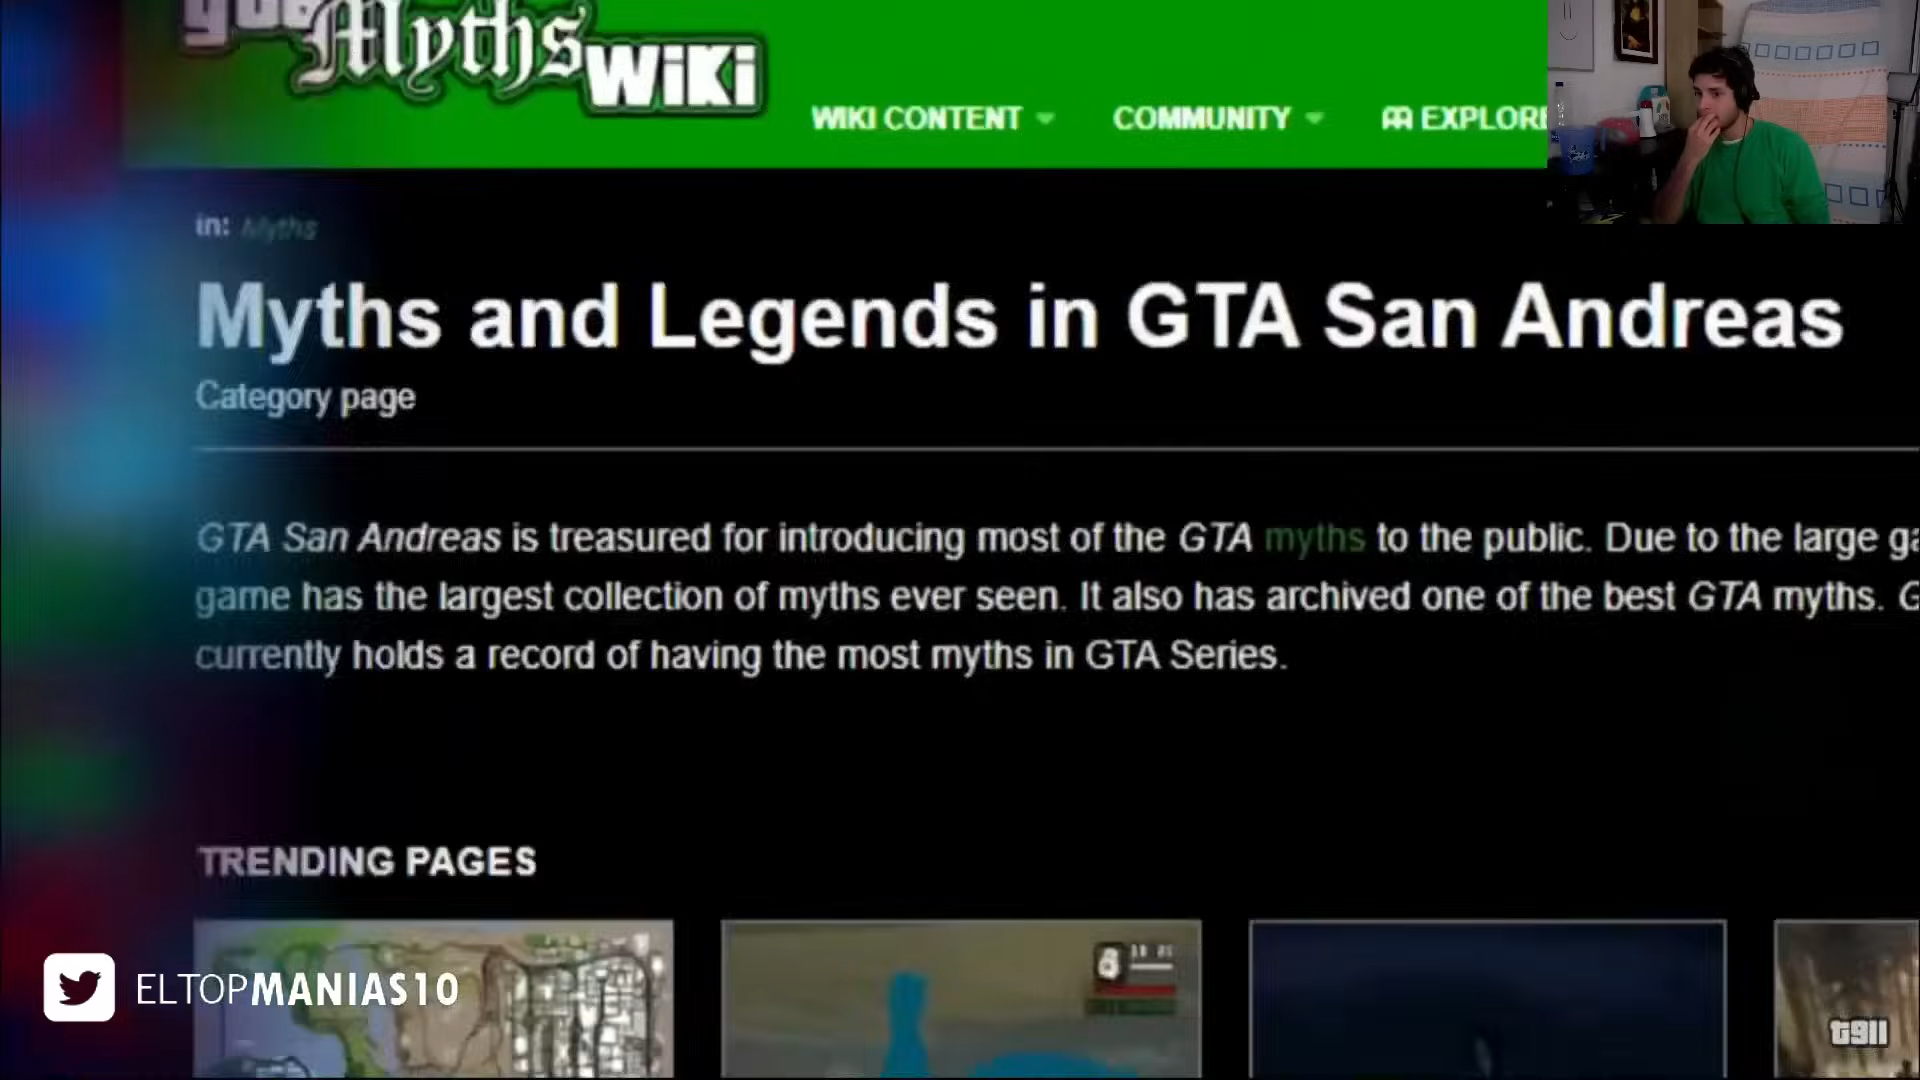 Myths WiKi
WIKI CONTENT COMMUNITY EXPLORE
in: Myths
Myths and Legends in GTA San Andreas
Category page
GTA San Andreas is treasured for introducing most of the GTA myths to the public. Due to the large ga
game has the largest collection of myths ever seen. It also has archived one of the best GTA myths. G
currently holds a record of having the most myths in GTA Series.
TRENDING PAGES
ELTOPMANIAS10